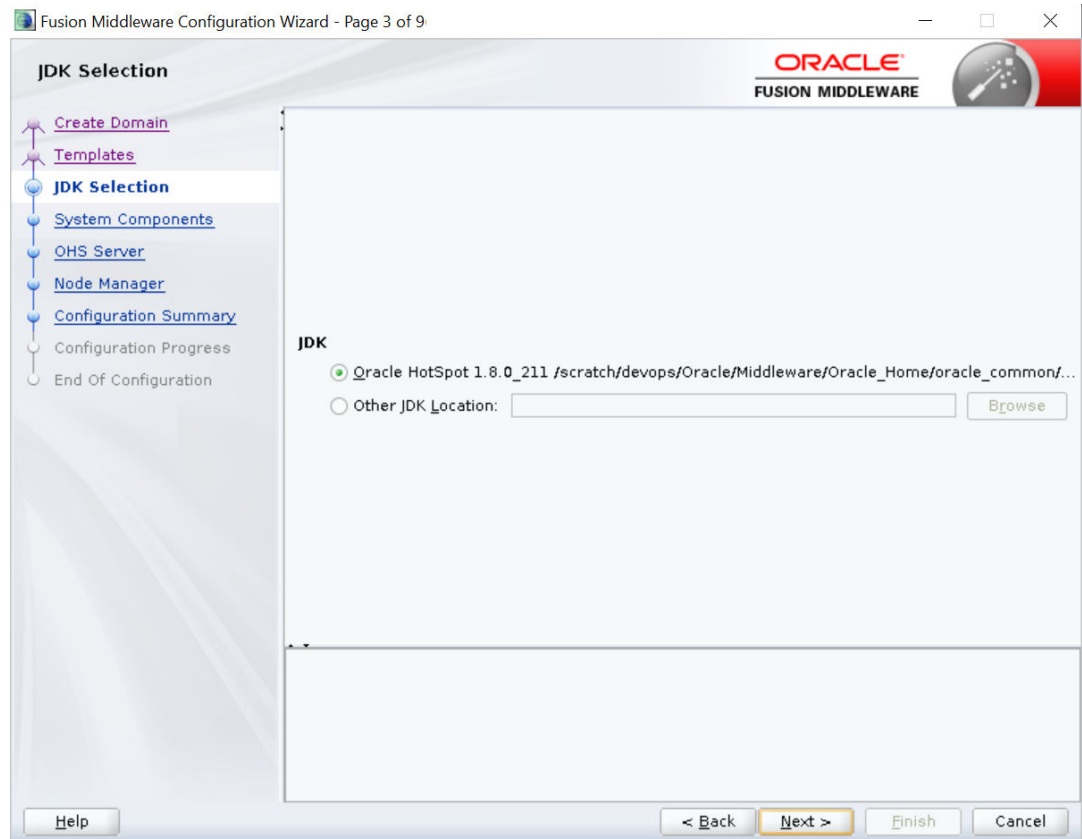 Fusion Middleware Configuration Wizard - Page 3 of 9
JDK Selection
ORACLE
FUSION MIDDLEWARE
Create Domain
Templates
JDK Selection
System Components
OHS Server
Node Manager
Configuration Summary
Configuration Progress
End Of Configuration
JDK
Oracle HotSpot 1.8.0_211 /scratch/devops/Oracle/Middleware/Oracle_Home/oracle_common/...
Other JDK Location:
Browse
Help
< Back
Next >
Finish
Cancel